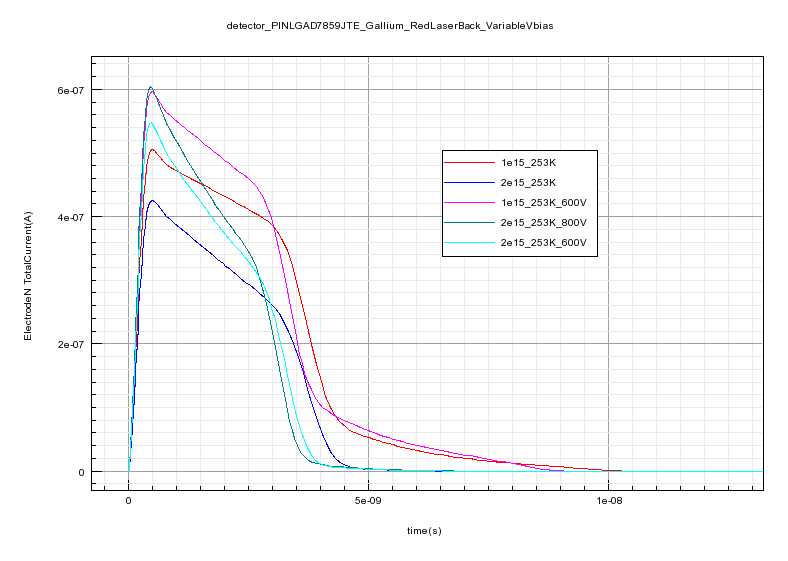 detector_PINLGAD7859JTE_Gallium_RedLaserBack_VariableVbias
6e-07
1e15_253K
2e15_253K
1e15_253K_600V
4e-07
2e15_253K_800V
2e15_253K_600V
ElectrodeN TotalCurrent(A)
2e-07
0
0
5e-09
1e-08
time(s)